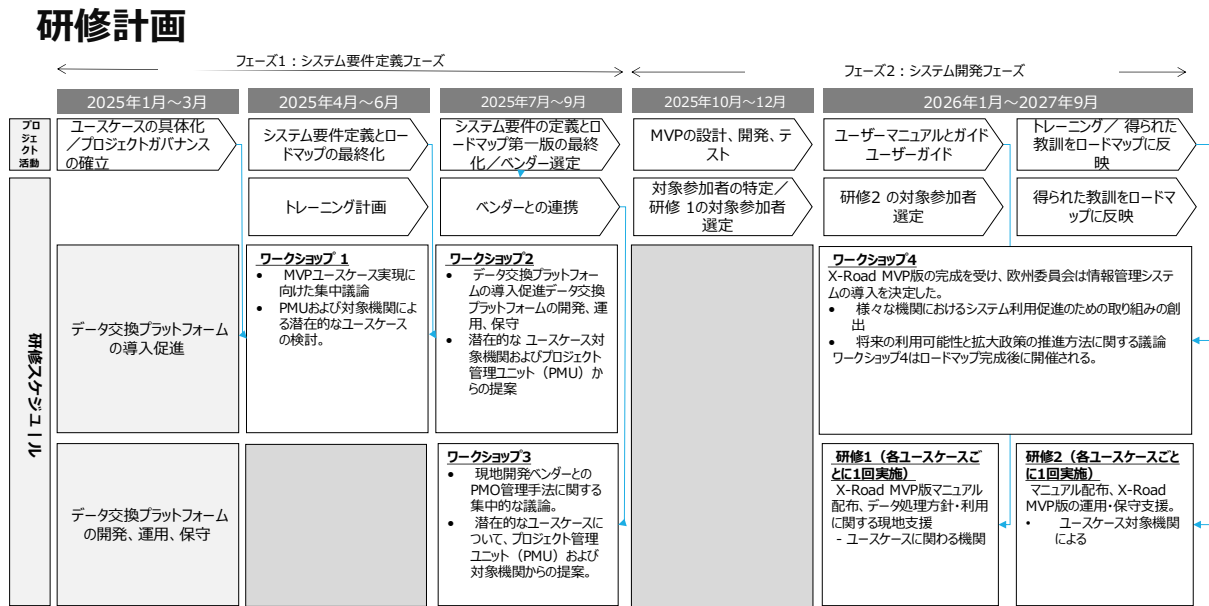 研修計画
フェーズ1：システム要件定義フェーズ
フェーズ2：システム開発フェーズ
2025年1月～3月
2025年4月～6月
2025年7月～9月
2025年10月～12月
2026年1月～2027年9月
プロ
ジェ
クト
活動
ユースケースの具体化
／プロジェクトガバナンス
の確立
システム要件定義とロー
ドマップの最終化
システム要件の定義とロ
ードマップ第一版の最終
化／ベンダー選定
MVPの設計、開発、テ
スト
ユーザーマニュアルとガイド
ユーザーガイド
トレーニング／ 得られた
教訓をロードマップに反
映
研修スケジュール
トレーニング計画
ベンダーとの連携
対象参加者の特定／
研修 1の対象参加者
選定
研修2 の対象参加者
選定
得られた教訓をロードマ
ップに反映
データ交換プラットフォーム
の導入促進
ワークショップ 1
• MVPユースケース実現に
向けた集中議論
• PMUおよび対象機関によ
る潜在的なユースケース
の検討。
ワークショップ2
• データ交換プラットフォー
ムの導入促進データ交換
プラットフォームの開発、運
用、保守
• 潜在的な ユースケース対
象機関およびプロジェクト
管理ユニット（PMU）か
らの提案
ワークショップ4
X-Road MVP版の完成を受け、欧州委員会は情報管理システ
ムの導入を決定した。
• 様々な機関におけるシステム利用促進のための取り組みの創
出
• 将来の利用可能性と拡大政策の推進方法に関する議論
ワークショップ4はロードマップ完成後に開催される。
データ交換プラットフォーム
の開発、運用、保守
ワークショップ3
• 現地開発ベンダーとの
PMO管理手法に関する
集中的な議論。
• 潜在的なユースケースに
ついて、プロジェクト管理
ユニット（PMU）および
対象機関からの提案。
研修1（各ユースケースご
とに1回実施）
X-Road MVP版マニュアル
配布、データ処理方針・利用
に関する現地支援
- ユースケースに関わる機関
研修2（各ユースケースご
とに1回実施）
マニュアル配布、X-Road
MVP版の運用・保守支援。
• ユースケース対象機関
による